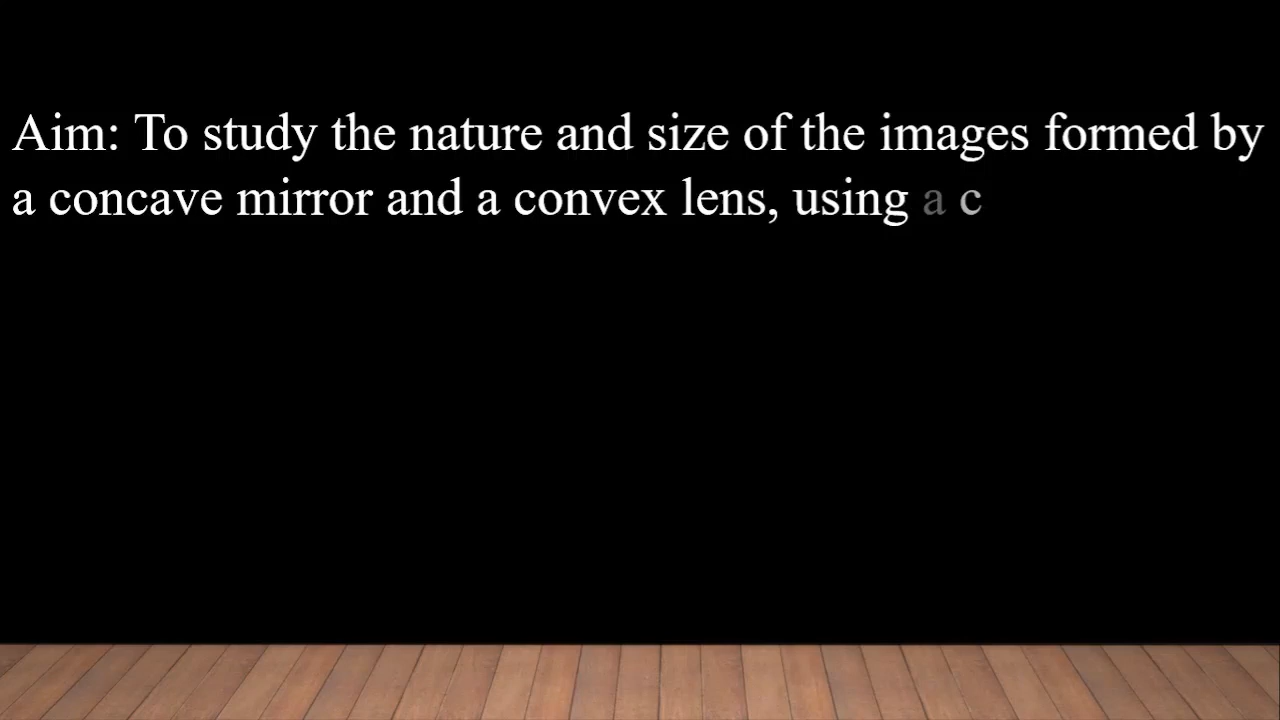 Aim: To study the nature and size of the images formed by
a concave mirror and a convex lens, using a c